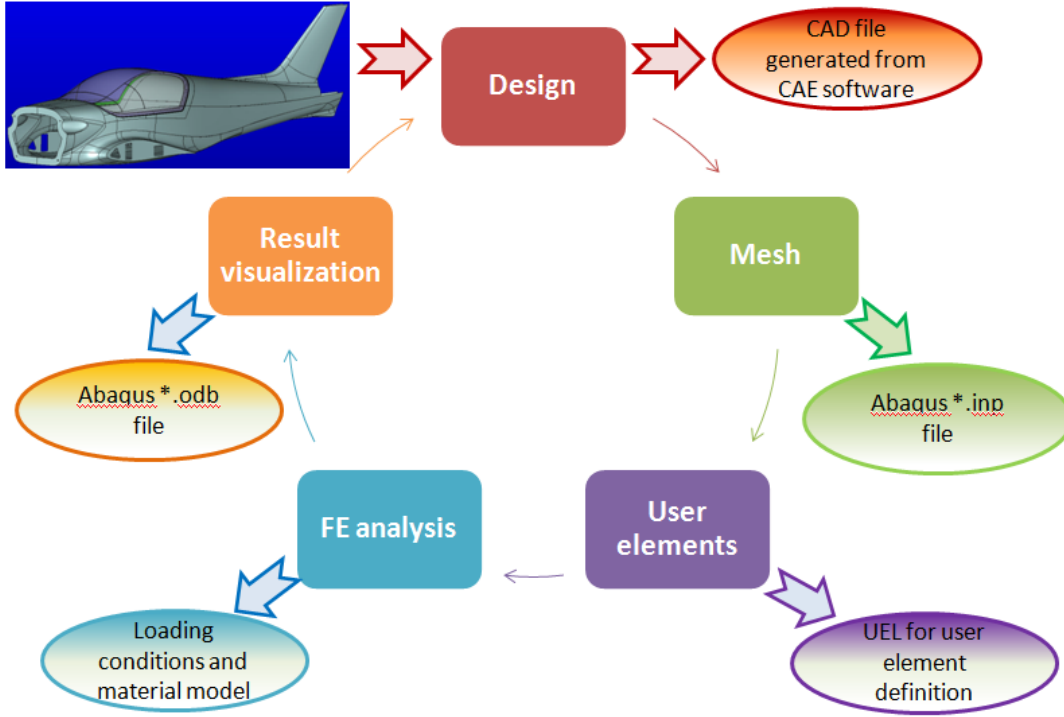 Design
CAD file
generated from
CAE software
Result
visualization
Mesh
Abaqus *.odb
file
Abaqus *.inp
file
FE analysis
User
elements
Loading
conditions and
material model
UEL for user
element
definition